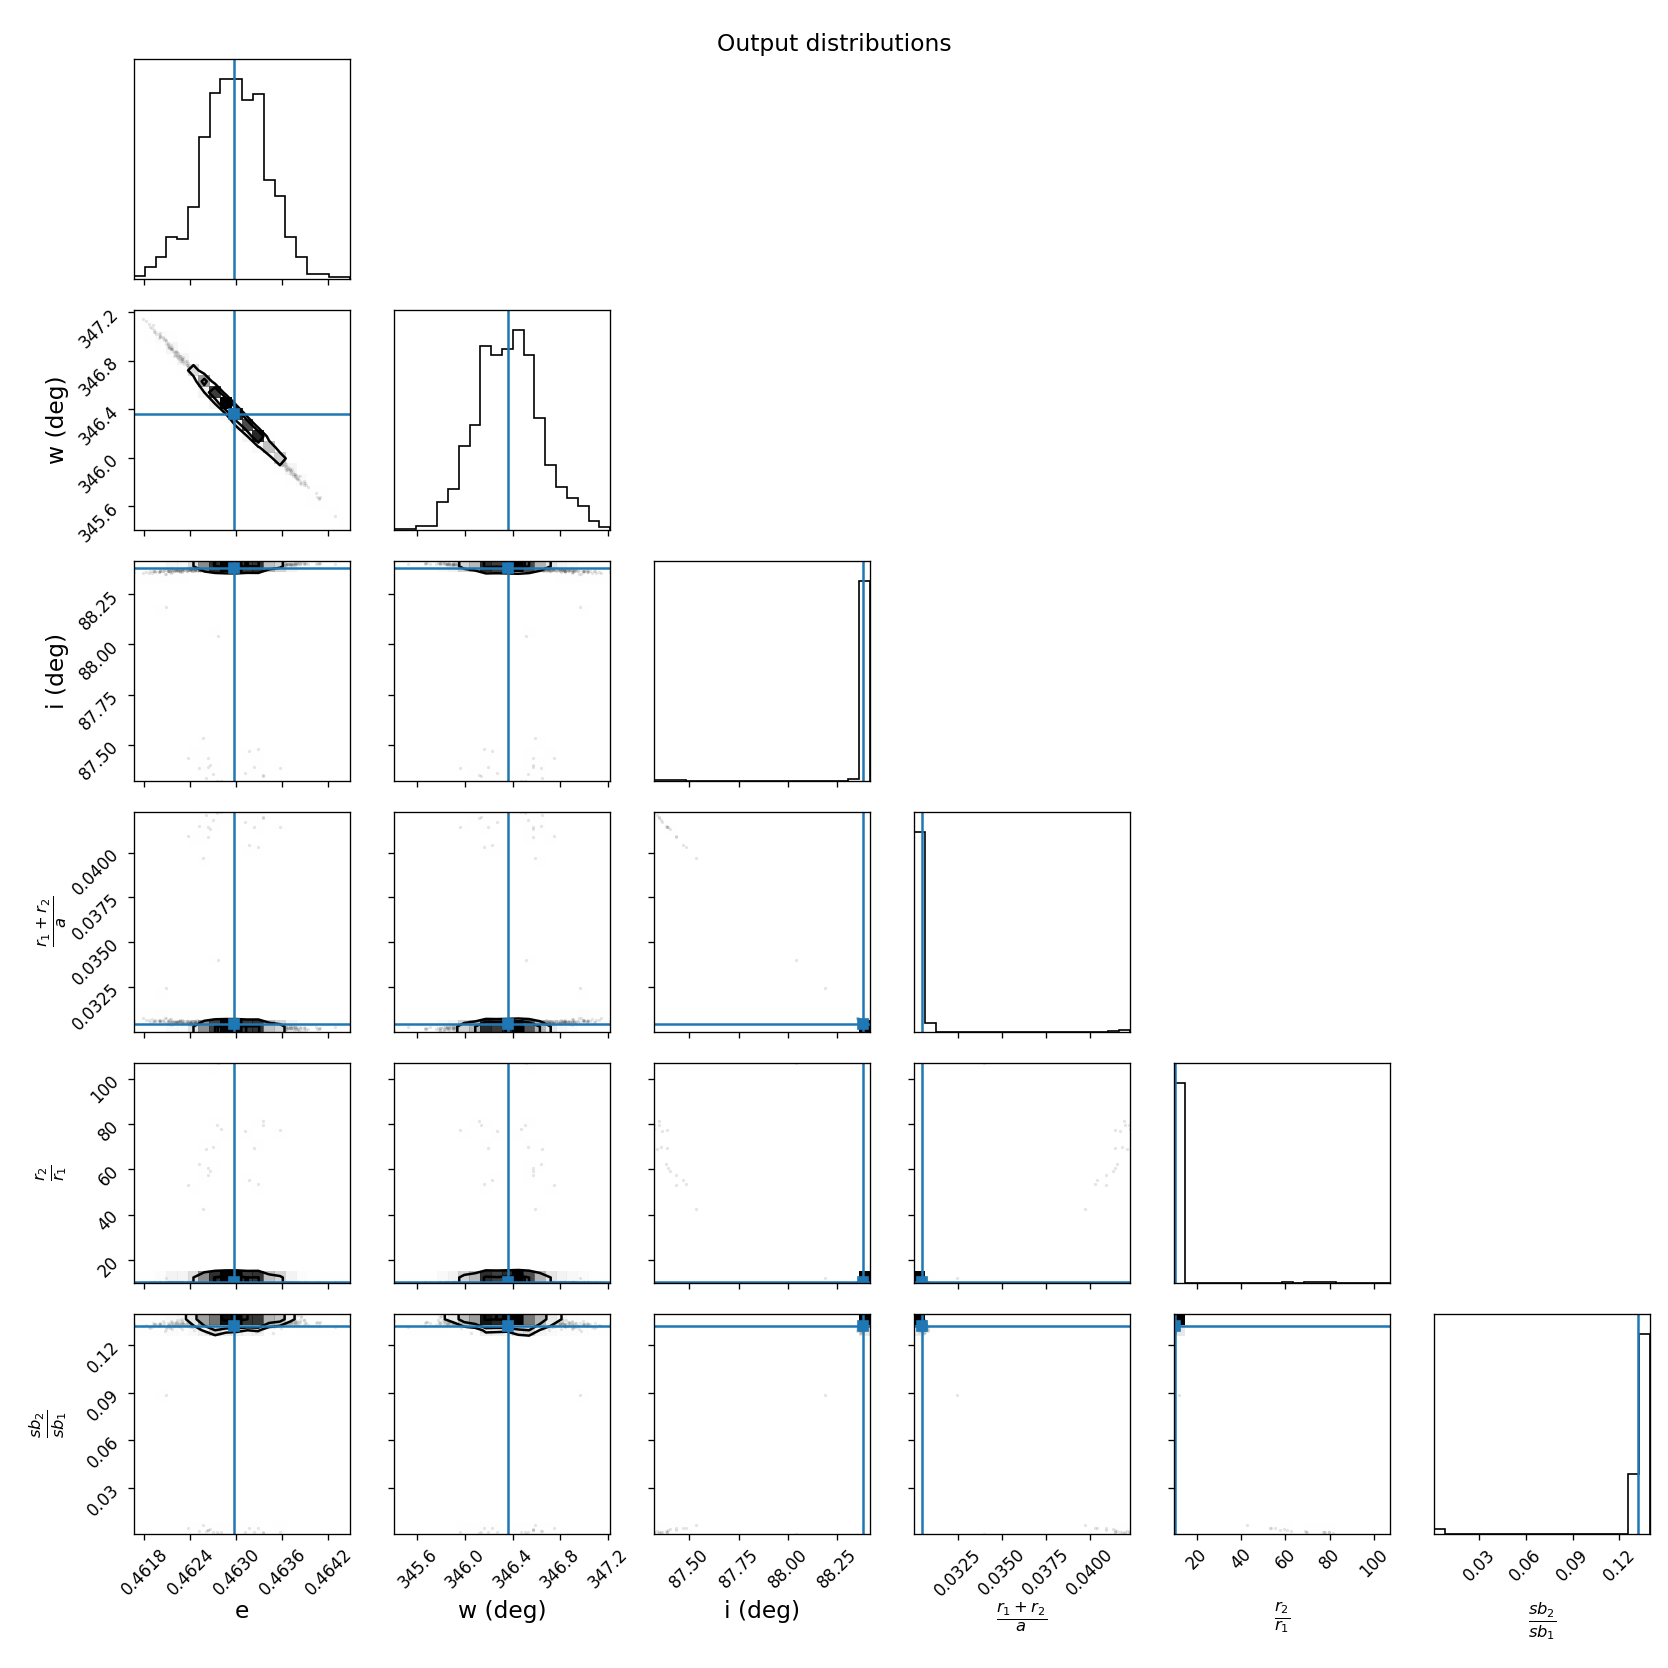 Output distributions
w (deg)
347.2
346.8
346.4
346.0
345.6
i (deg)
88.25
88.00
87.75
87.50
r₁ + r₂
a
0.0400
0.0375
0.0350
0.0325
r₂
r₁
100
80
60
40
20
sb₂
sb₁
0.12
0.09
0.06
0.03
0.4618 0.4624 0.4630 0.4636 0.4642 345.6 346.0 346.4 346.8 347.2 87.50 87.75 88.00 88.25 0.0325 0.0350 0.0375 0.0400 20 40 60 80 100 0.03 0.06 0.09 0.12
e w (deg) i (deg) r₁ + r₂ r₂ sb₂
a r₁ sb₁